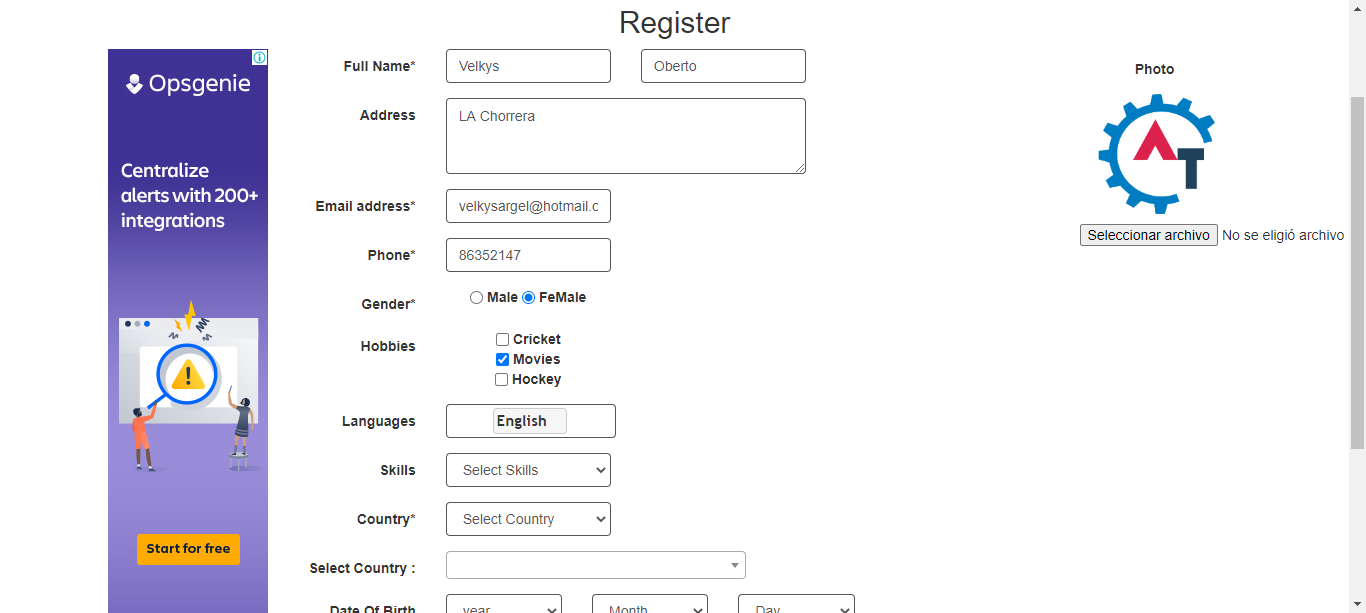 Register
Opsgenie
Centralize
alerts with 200+
integrations
Start for free
Full Name* Velkys Oberto
Address LA Chorrera
Email address* velkysargel@hotmail.c
Phone* 86352147
Gender* Male FeMale
Hobbies Cricket
Movies
Hockey
Languages English
Skills Select Skills
Country* Select Country
Select Country :
Date Of Birth year Month Day
Photo
AT
Seleccionar archivo No se eligió archivo